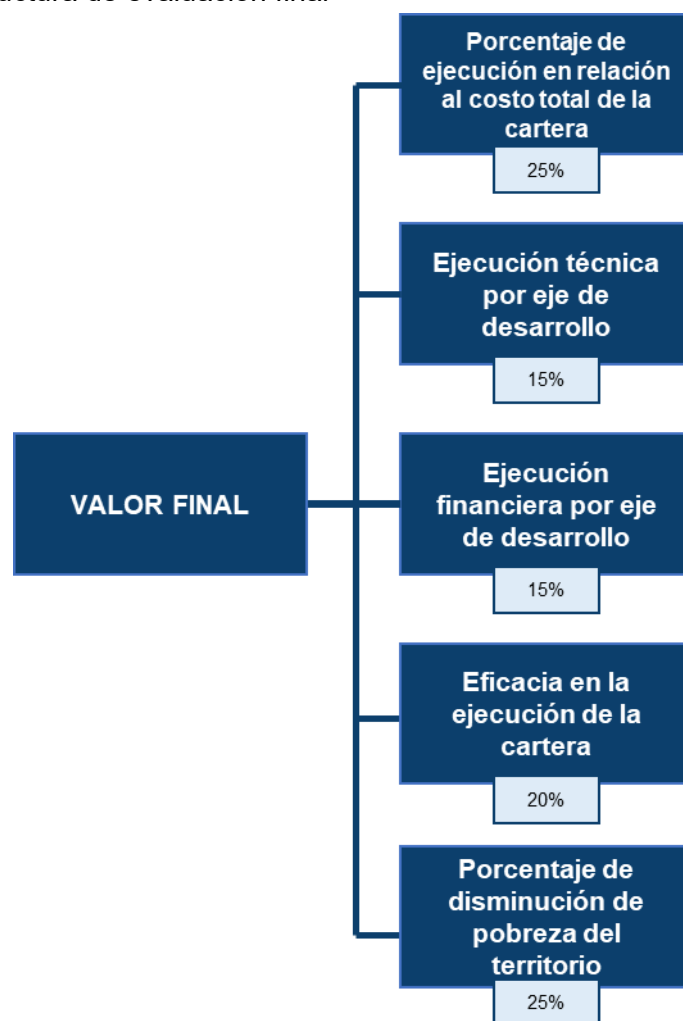 Porcentaje de
ejecución en relación
al costo total de la
cartera
25%
Ejecución técnica
por eje de
desarrollo
15%
VALOR FINAL
Ejecución
financiera por eje
de desarrollo
15%
Eficacia en la
ejecución de la
cartera
20%
Porcentaje de
disminución de
pobreza del
territorio
25%